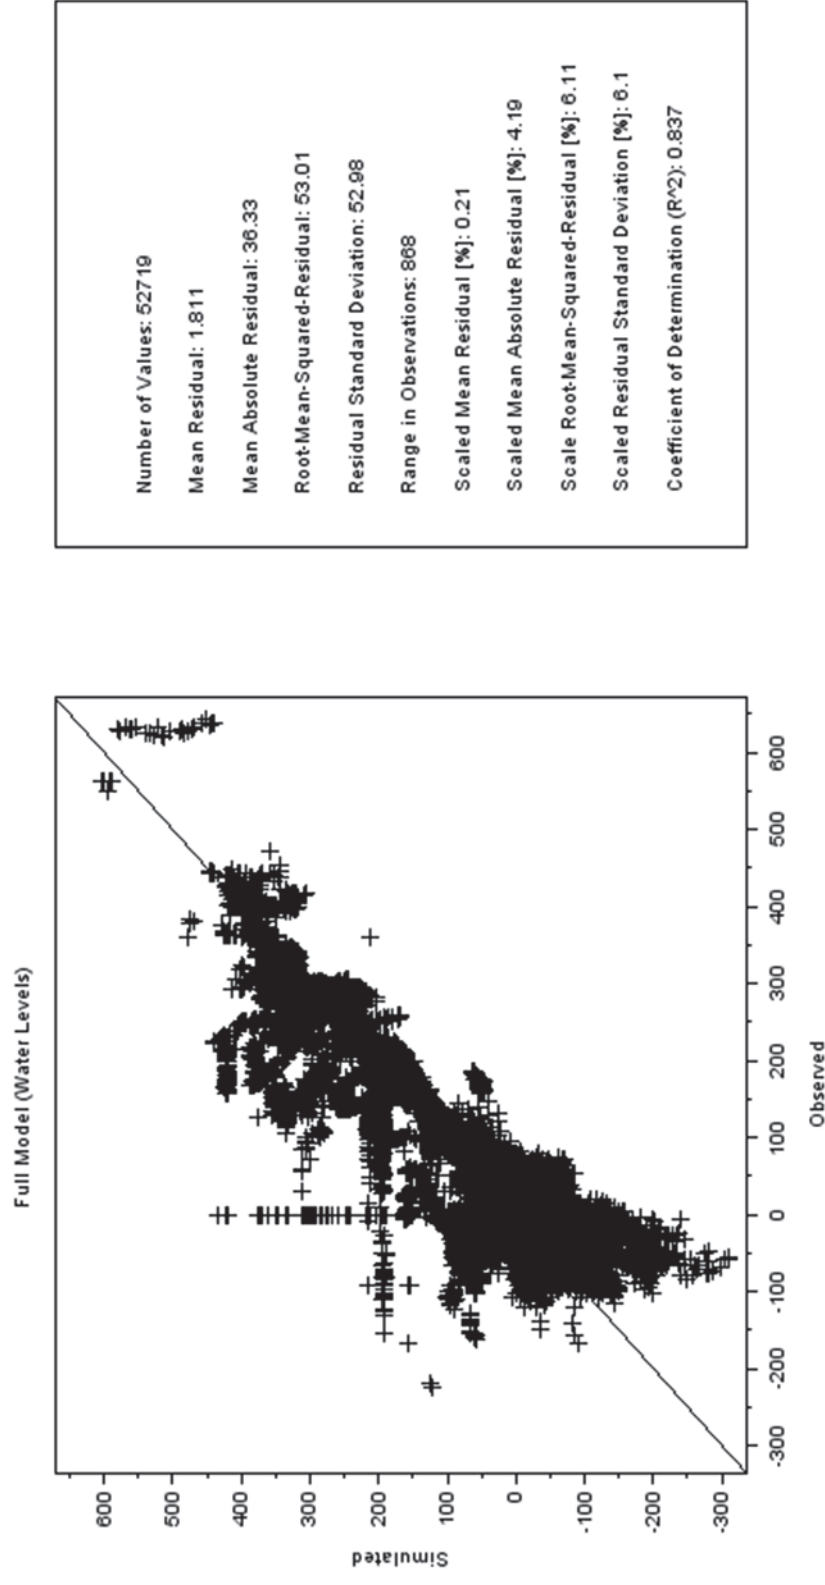 Full Model (Water Levels)
Simulated
600
500
400
300
200
100
0
-100
-200
-300
-300
-200
-100
0
100
200
300
400
500
600
Observed
Number of Values: 52719
Mean Residual: 1.811
Mean Absolute Residual: 36.33
Root-Mean-Squared-Residual: 53.01
Residual Standard Deviation: 52.98
Range in Observations: 868
Scaled Mean Residual [%]: 0.21
Scaled Mean Absolute Residual [%]: 4.19
Scale Root-Mean-Squared-Residual [%]: 6.11
Scaled Residual Standard Deviation [%]: 6.1
Coefficient of Determination (R^2): 0.837